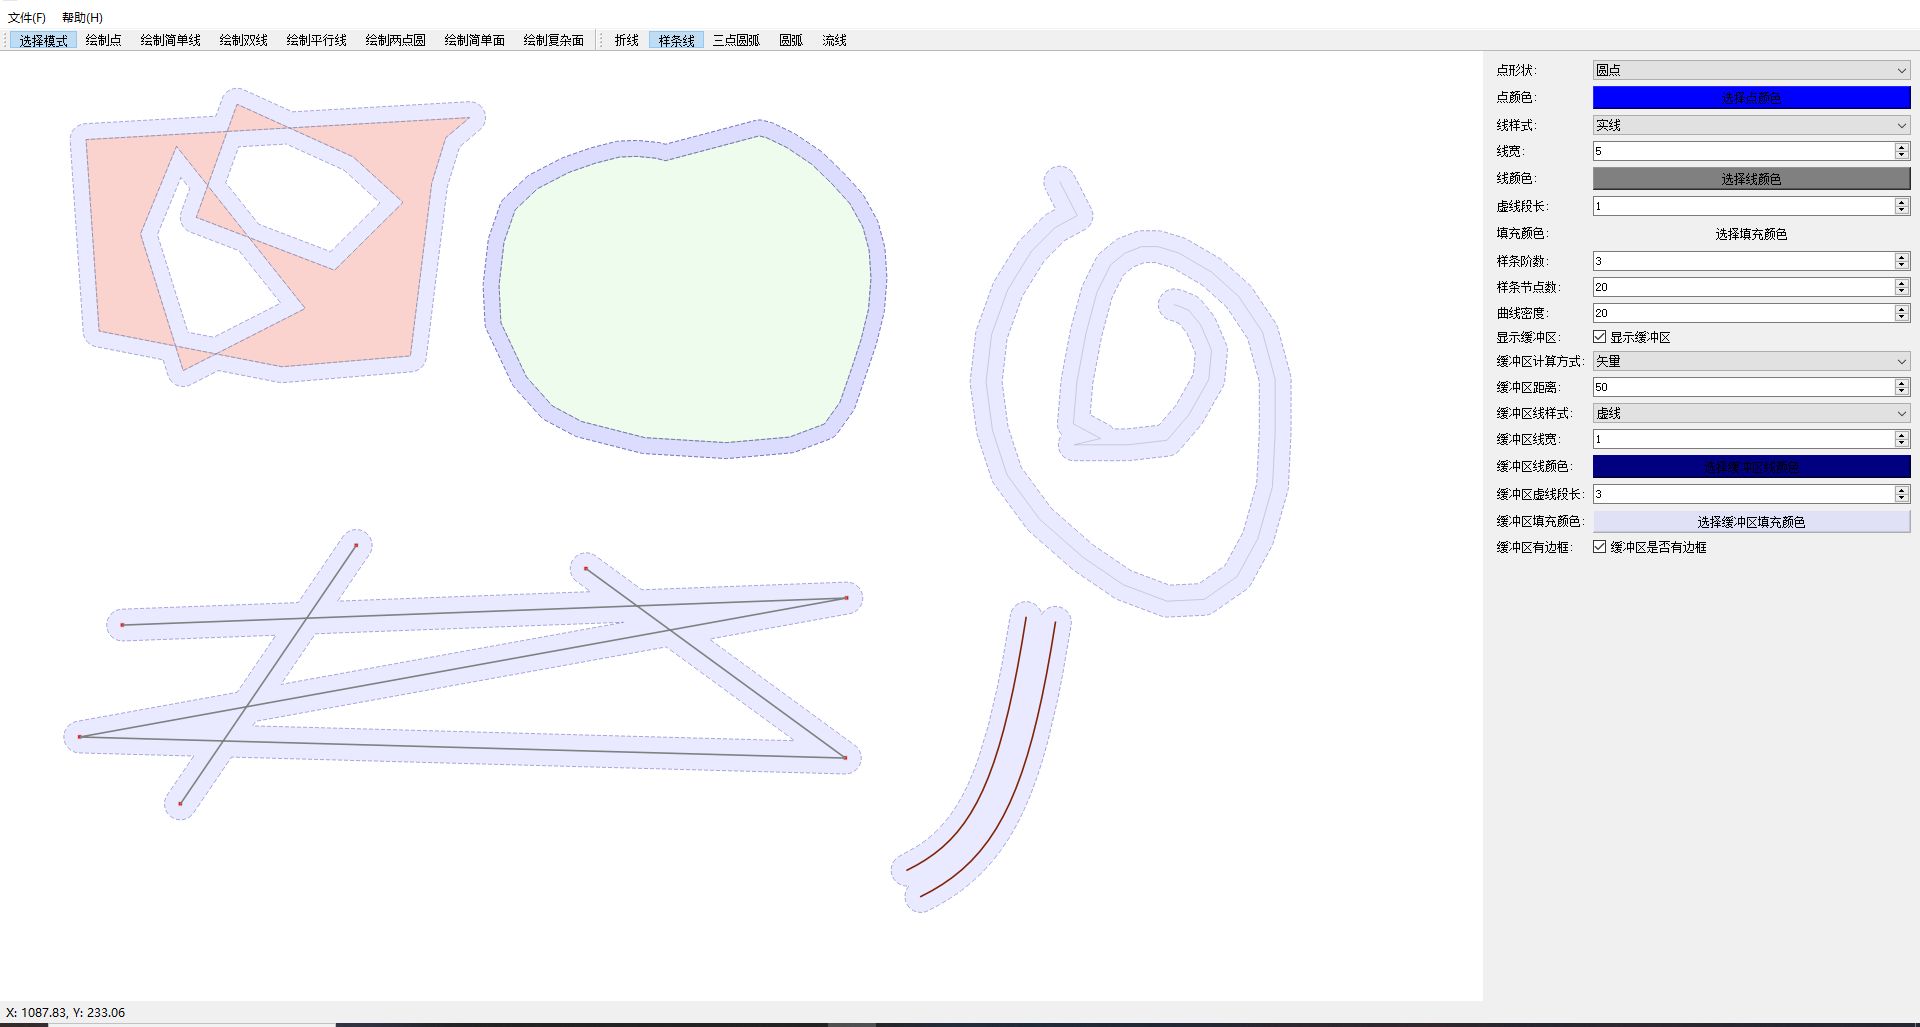 文件(F) 帮助(H)
选择模式 绘制点 绘制简单线 绘制双线 绘制平行线 绘制两点圆 绘制简单面 绘制复杂面 折线 样条线 三点圆弧 圆弧 流线
点形状: 圆点
点颜色: 选择点颜色
线样式: 实线
线宽: 5
线颜色: 选择线颜色
虚线段长: 1
填充颜色: 选择填充颜色
样条阶数: 3
样条节点数: 20
曲线密度: 20
显示缓冲区: 显示缓冲区
缓冲区计算方式: 矢量
缓冲区距离: 50
缓冲区线样式: 虚线
缓冲区线宽: 1
缓冲区线颜色: 选择缓冲区线颜色
缓冲区虚线段长: 3
缓冲区填充颜色: 选择缓冲区填充颜色
缓冲区有边框: 缓冲区是否有边框
X: 1087.83, Y: 233.06